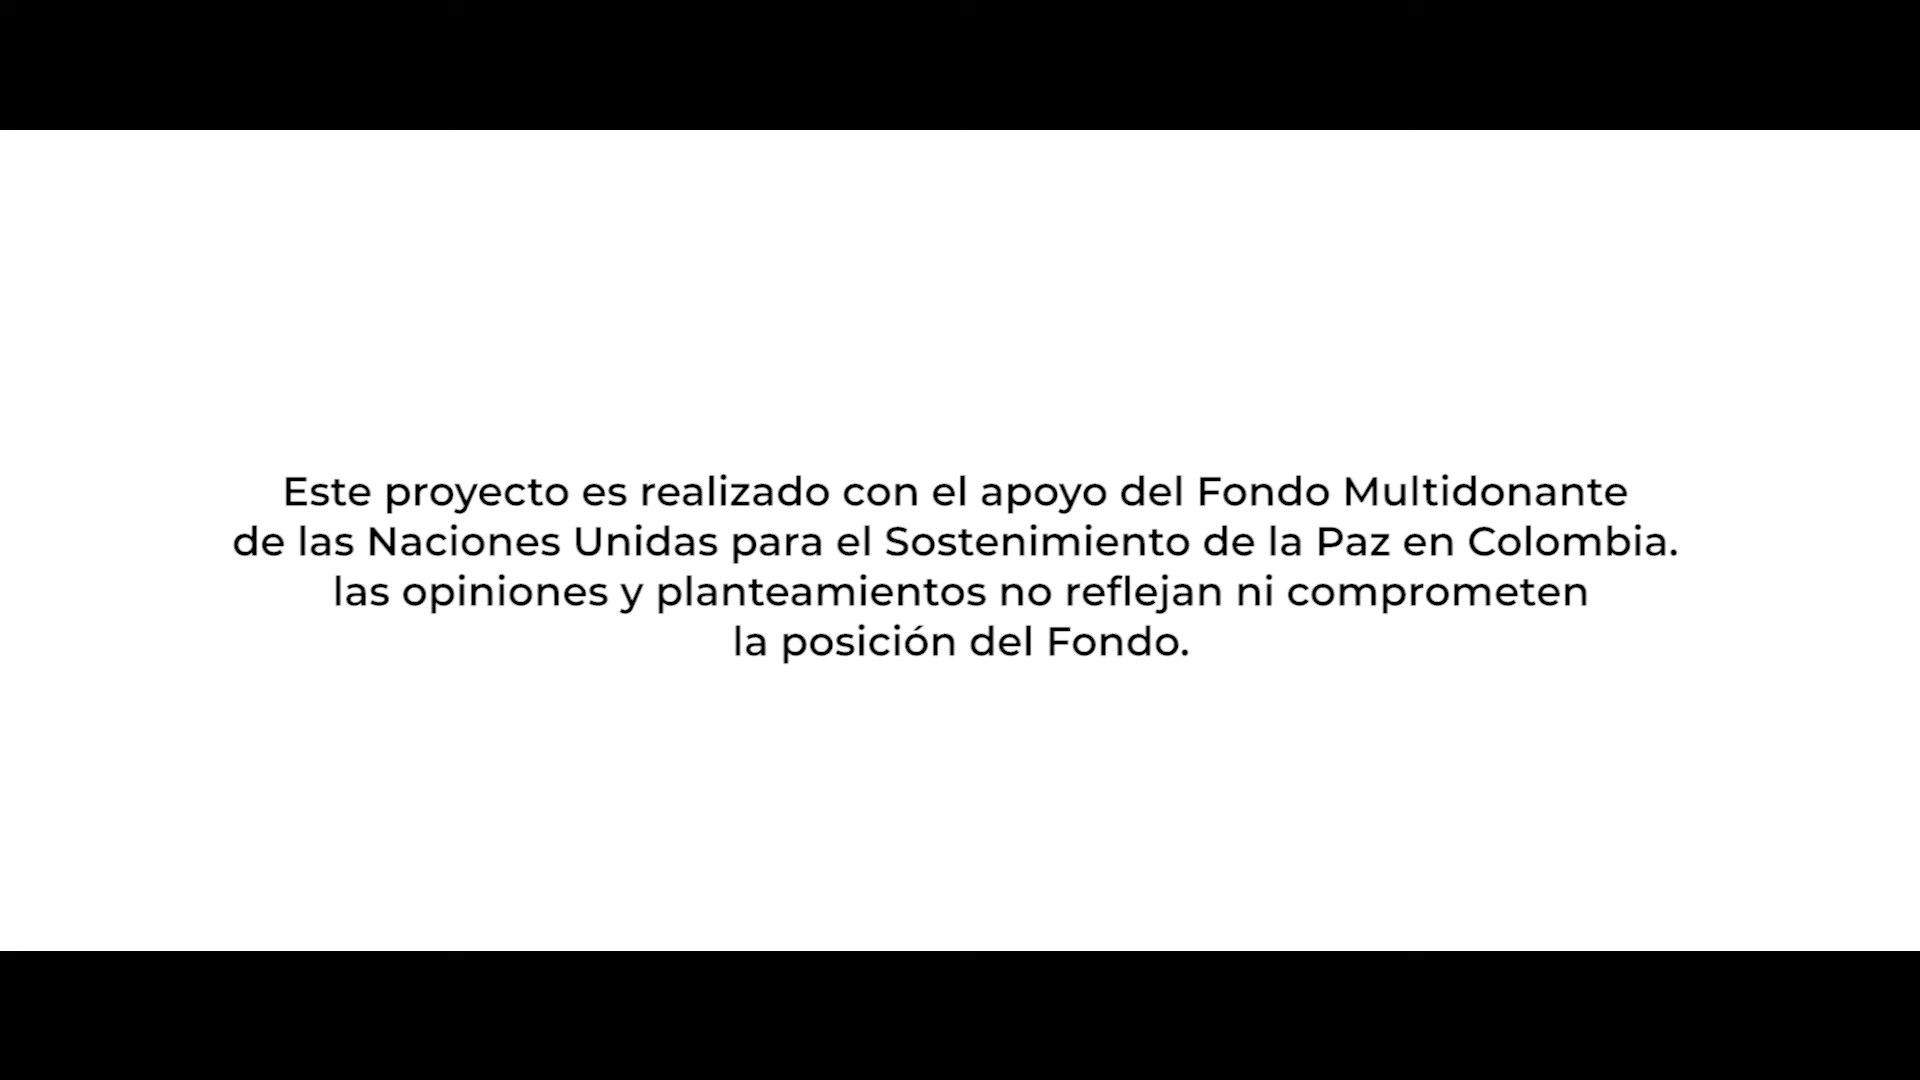 Este proyecto es realizado con el apoyo del Fondo Multidonante
de las Naciones Unidas para el Sostenimiento de la Paz en Colombia.
las opiniones y planteamientos no reflejan ni comprometen
la posición del Fondo.